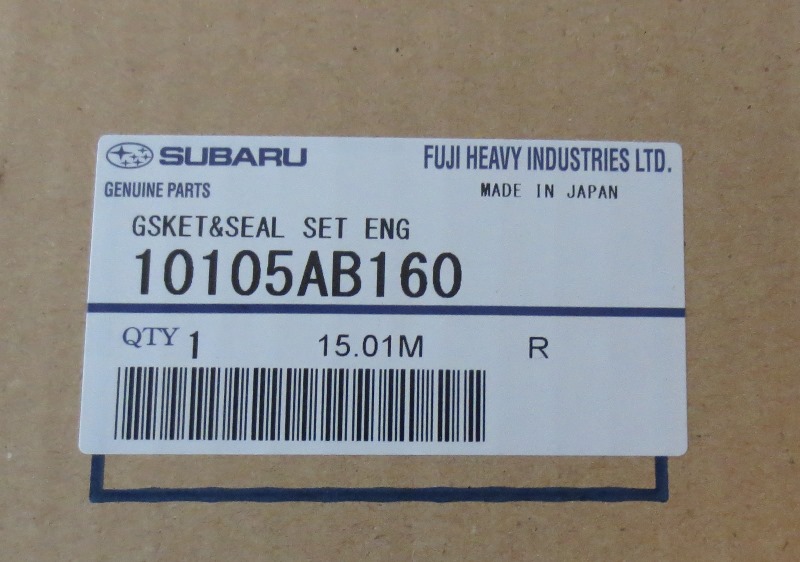 SUBARU FUJI HEAVY INDUSTRIES LTD.
GENUINE PARTS MADE IN JAPAN
GSKET&SEAL SET ENG
10105AB160
QTY 1 15.01M R